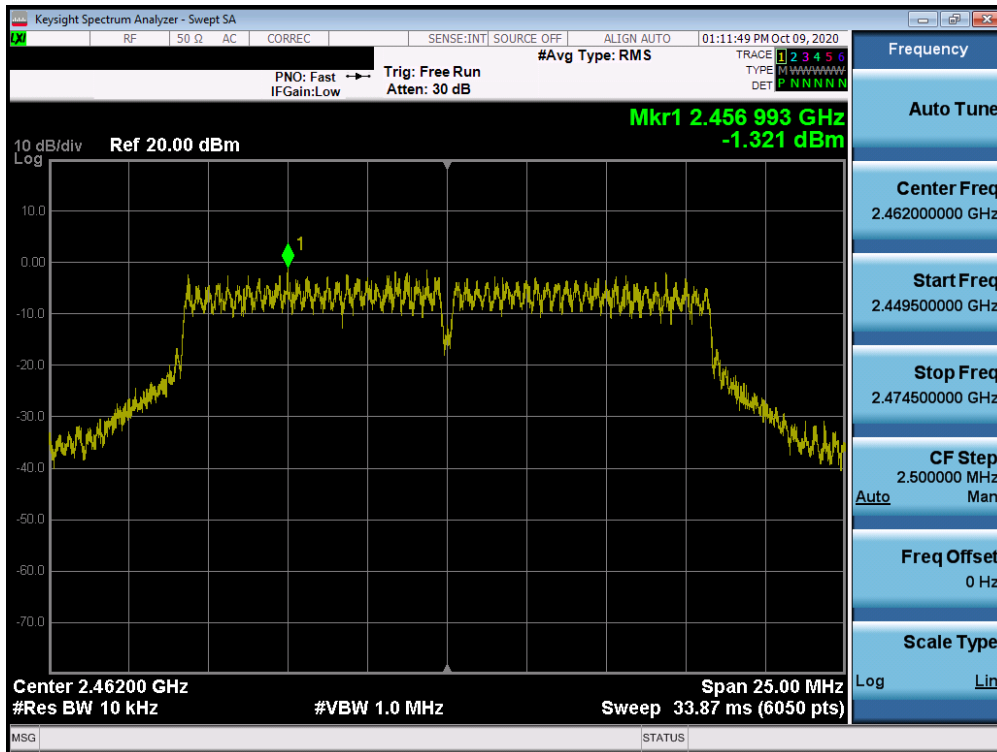 Keysight Spectrum Analyzer - Swept SA
LXI RF 50 Ω AC CORREC SENSE:INT SOURCE OFF ALIGN AUTO 01:11:49 PM Oct 09, 2020
#Avg Type: RMS
TRACE 1 2 3 4 5 6
TYPE M WWWWW
DET P N N N N N
PNO: Fast
IFGain:Low
Trig: Free Run
Atten: 30 dB
Mkr1 2.456 993 GHz
-1.321 dBm
10 dB/div
Log
Ref 20.00 dBm
10.0
0.00
-10.0
-20.0
-30.0
-40.0
-50.0
-60.0
-70.0
1
Center 2.46200 GHz
Span 25.00 MHz
#Res BW 10 kHz
#VBW 1.0 MHz
Sweep 33.87 ms (6050 pts)
MSG
STATUS
Frequency
Auto Tune
Center Freq
2.462000000 GHz
Start Freq
2.449500000 GHz
Stop Freq
2.474500000 GHz
CF Step
2.500000 MHz
Auto Man
Freq Offset
0 Hz
Scale Type
Log Lin